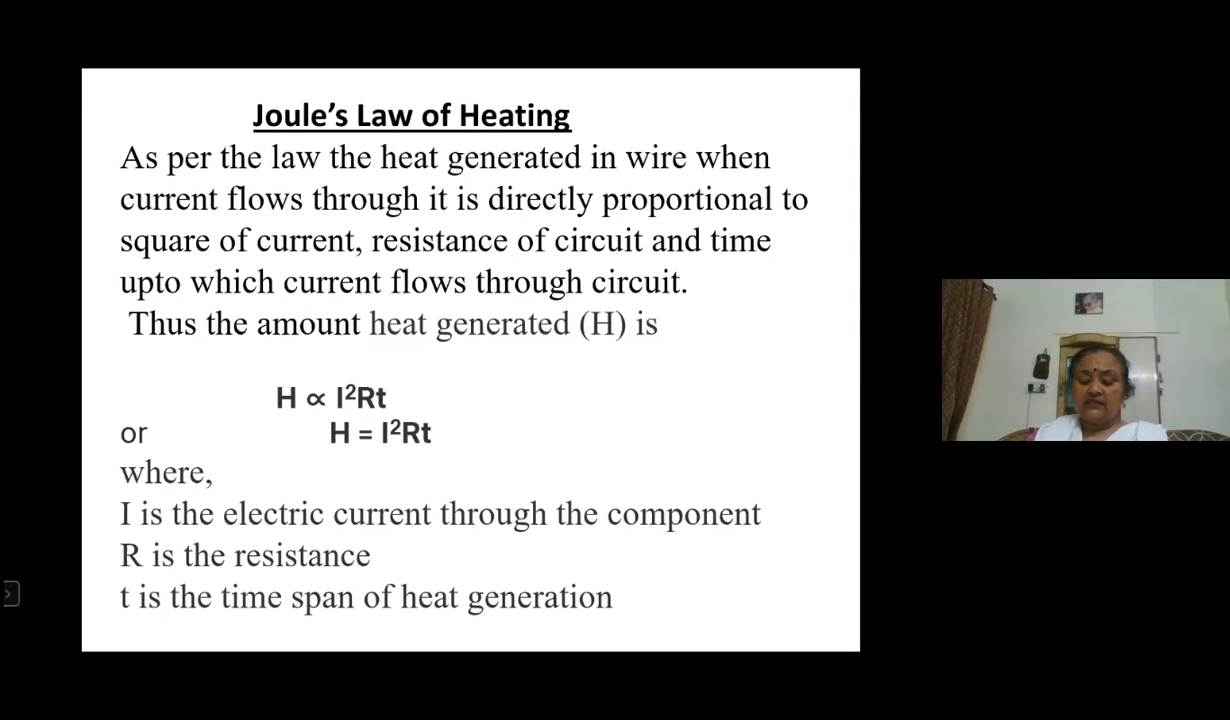 Joule's Law of Heating
As per the law the heat generated in wire when
current flows through it is directly proportional to
square of current, resistance of circuit and time
upto which current flows through circuit.
Thus the amount heat generated (H) is
H ∝ I²Rt
or H = I²Rt
where,
I is the electric current through the component
R is the resistance
t is the time span of heat generation